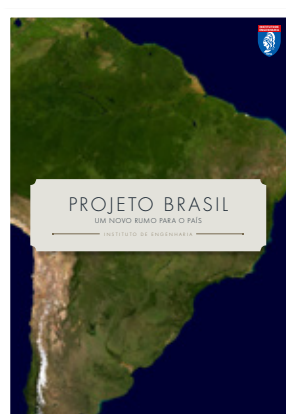 PROJETO BRASIL
UM NOVO RUMO PARA O PAÍS
INSTITUTO DE ENGENHARIA